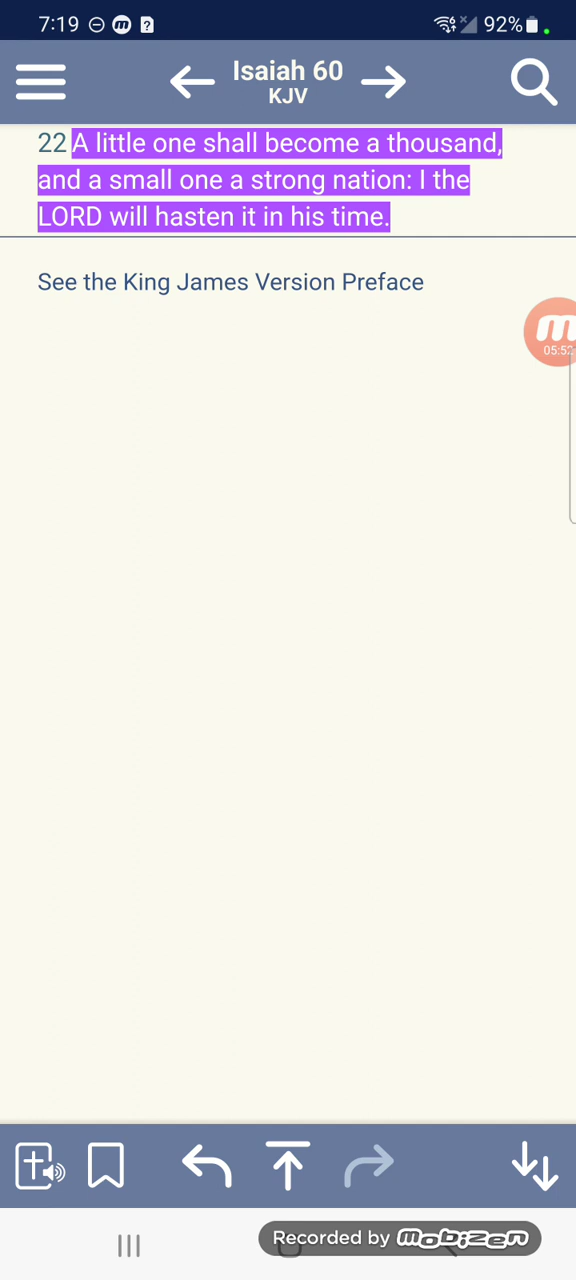 7:19
92%
Isaiah 60
KJV
22 A little one shall become a thousand,
and a small one a strong nation: I the
LORD will hasten it in his time.
See the King James Version Preface
m
05:52
Recorded by mobizen